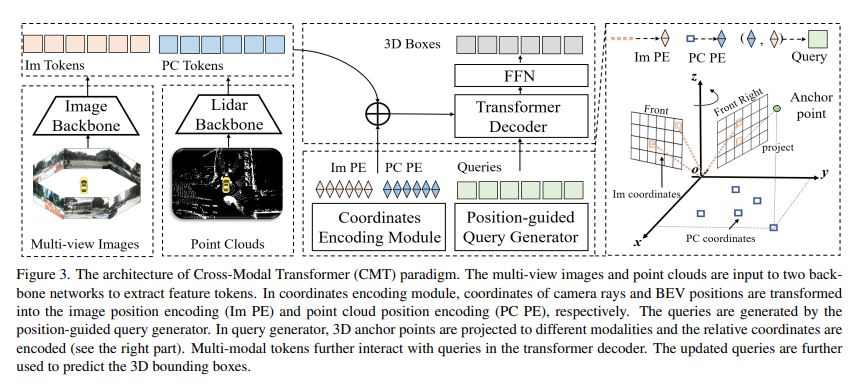 Im Tokens
PC Tokens
Image
Backbone
Lidar
Backbone
Multi-view Images
Point Clouds
3D Boxes
FFN
Transformer
Decoder
Im PE
PC PE
Queries
Coordinates
Encoding Module
Position-guided
Query Generator
Im PE
PC PE
( , )
Query
z
Front
Front Right
Anchor
point
project
o
y
Im coordinates
x
PC coordinates
Figure 3. The architecture of Cross-Modal Transformer (CMT) paradigm. The multi-view images and point clouds are input to two back-
bone networks to extract feature tokens. In coordinates encoding module, coordinates of camera rays and BEV positions are transformed
into the image position encoding (Im PE) and point cloud position encoding (PC PE), respectively. The queries are generated by the
position-guided query generator. In query generator, 3D anchor points are projected to different modalities and the relative coordinates are
encoded (see the right part). Multi-modal tokens further interact with queries in the transformer decoder. The updated queries are further
used to predict the 3D bounding boxes.